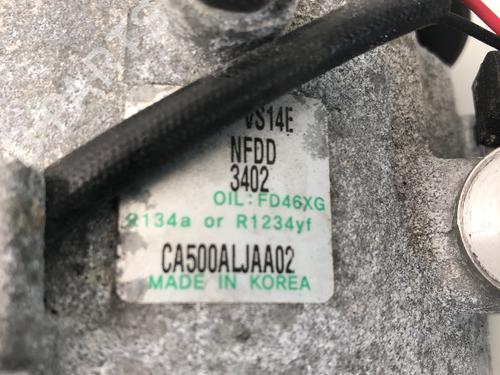 VS14E
NFDD
3402
OIL: FD46XG
R134a or R1234yf
CA500ALJAA02
MADE IN KOREA